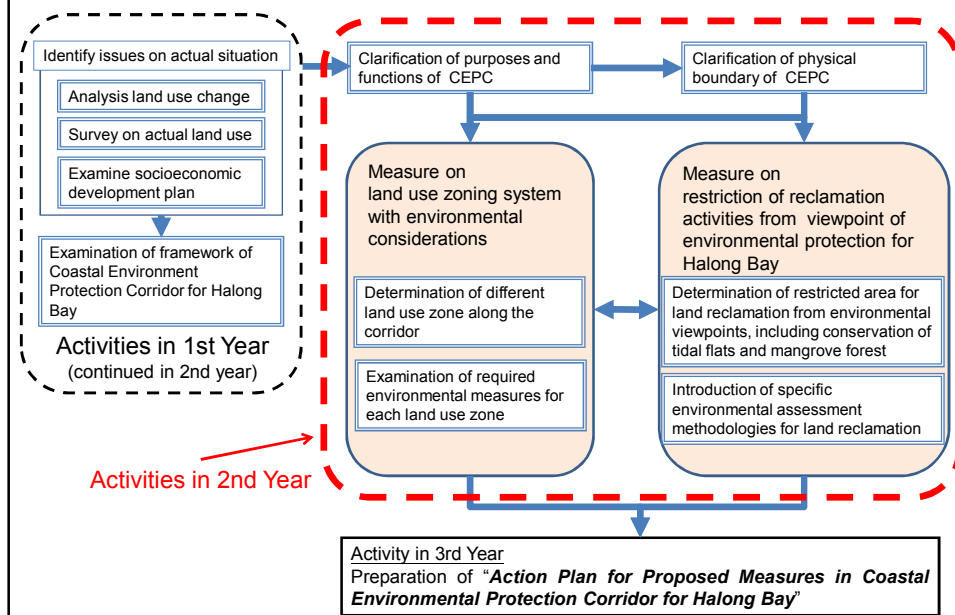 Identify issues on actual situation
Analysis land use change
Survey on actual land use
Examine socioeconomic
development plan
Examination of framework of
Coastal Environment
Protection Corridor for Halong
Bay
Activities in 1st Year
(continued in 2nd year)
Clarification of purposes and
functions of CEPC
Clarification of physical
boundary of CEPC
Measure on
land use zoning system
with environmental
considerations
Determination of different
land use zone along the
corridor
Examination of required
environmental measures for
each land use zone
Measure on
restriction of reclamation
activities from viewpoint of
environmental protection for
Halong Bay
Determination of restricted area for
land reclamation from environmental
viewpoints, including conservation of
tidal flats and mangrove forest
Introduction of specific
environmental assessment
methodologies for land reclamation
Activities in 2nd Year
Activity in 3rd Year
Preparation of “Action Plan for Proposed Measures in Coastal
Environmental Protection Corridor for Halong Bay”